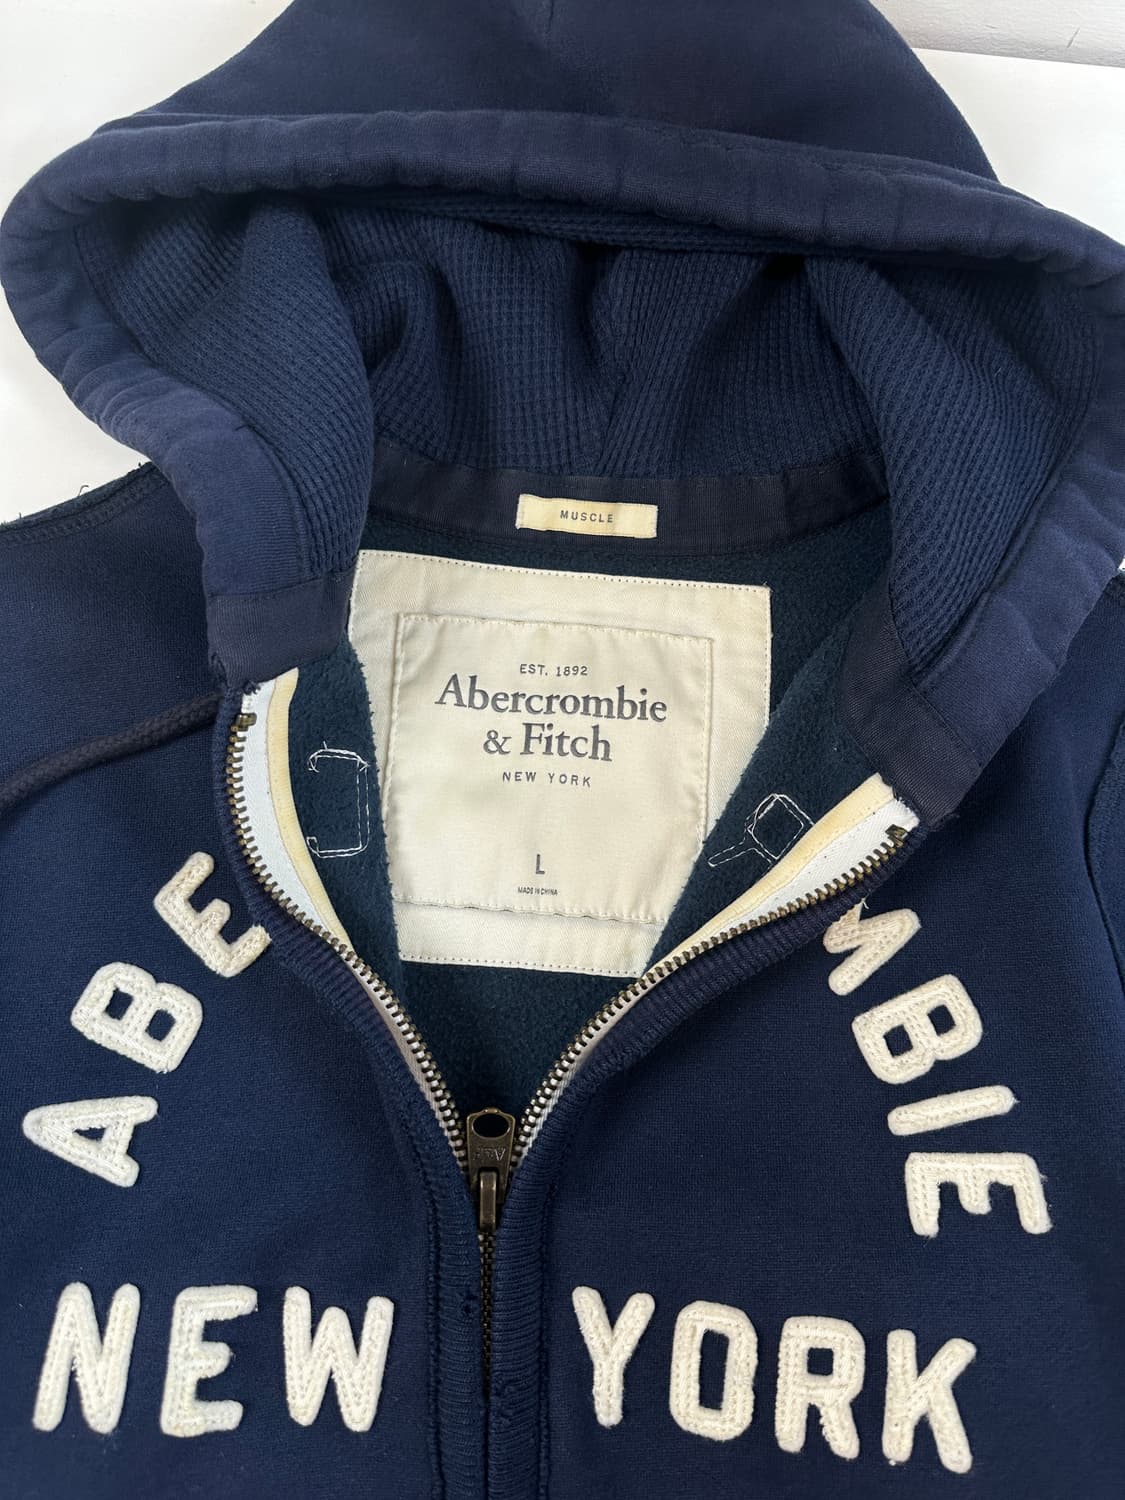 MUSCLE
EST. 1892
Abercrombie
& Fitch
NEW YORK
L
MADE IN CHINA
ABE MBIE
NEW YORK